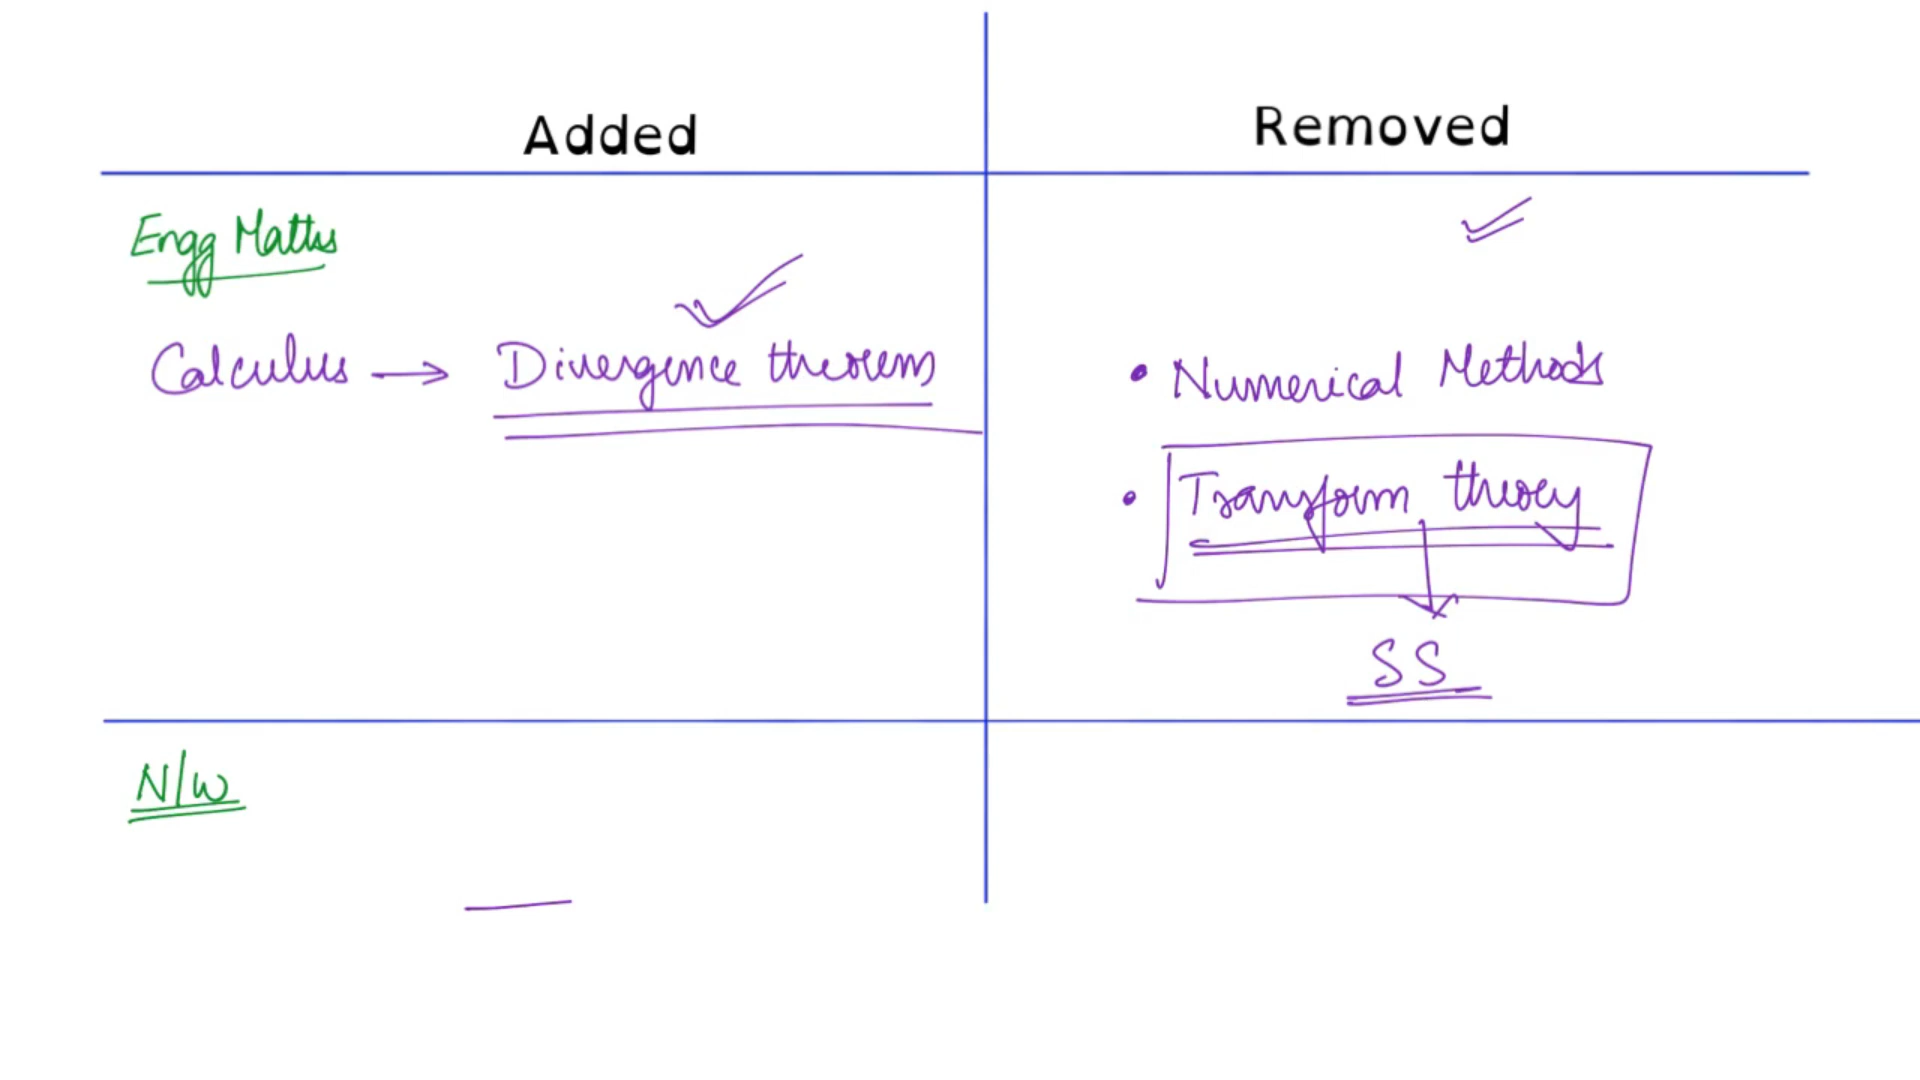 Added
Removed
Engg Maths
Calculus → Divergence theorem
• Numerical Methods
• Transform theory
SS
N/W